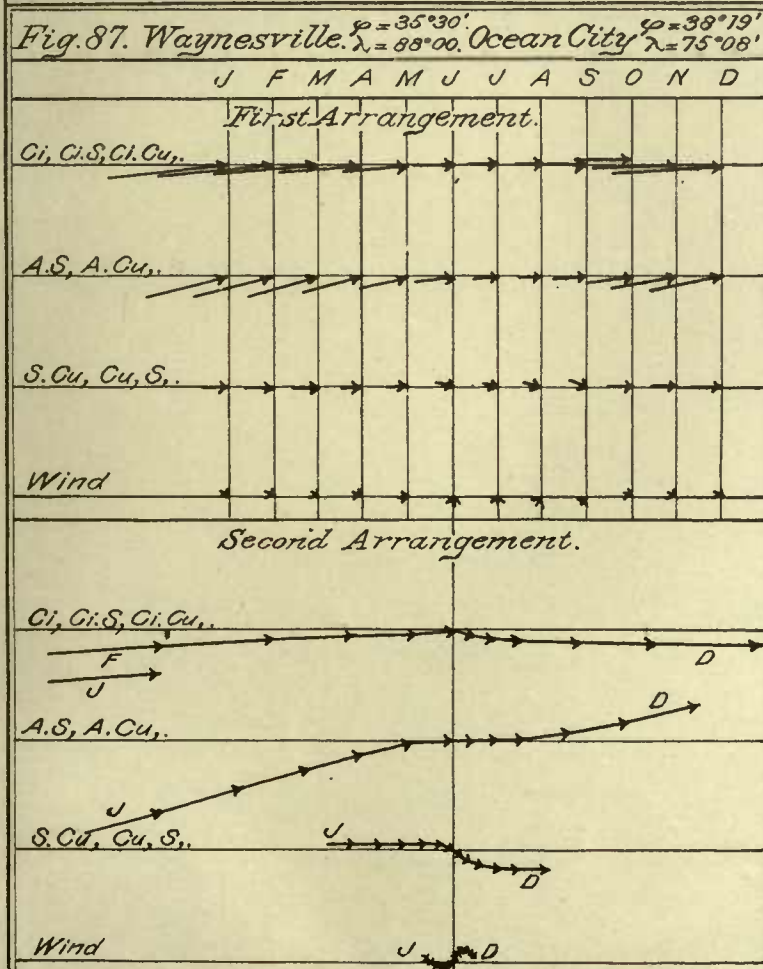 Fig. 87. Waynesville. φ=35°30'. λ=88°00. Ocean City φ=38°19' λ=75°08'
J F M A M J J A S O N D
First Arrangement.
Ci, Ci.S, Ci.Cu,.
A.S, A.Cu,.
S.Cu, Cu, S,.
Wind
Second Arrangement.
Ci, Ci.S, Ci.Cu,.
F
J
D
A.S, A.Cu,.
D
J
S.Cu, Cu, S,.
J
D
Wind
J
D